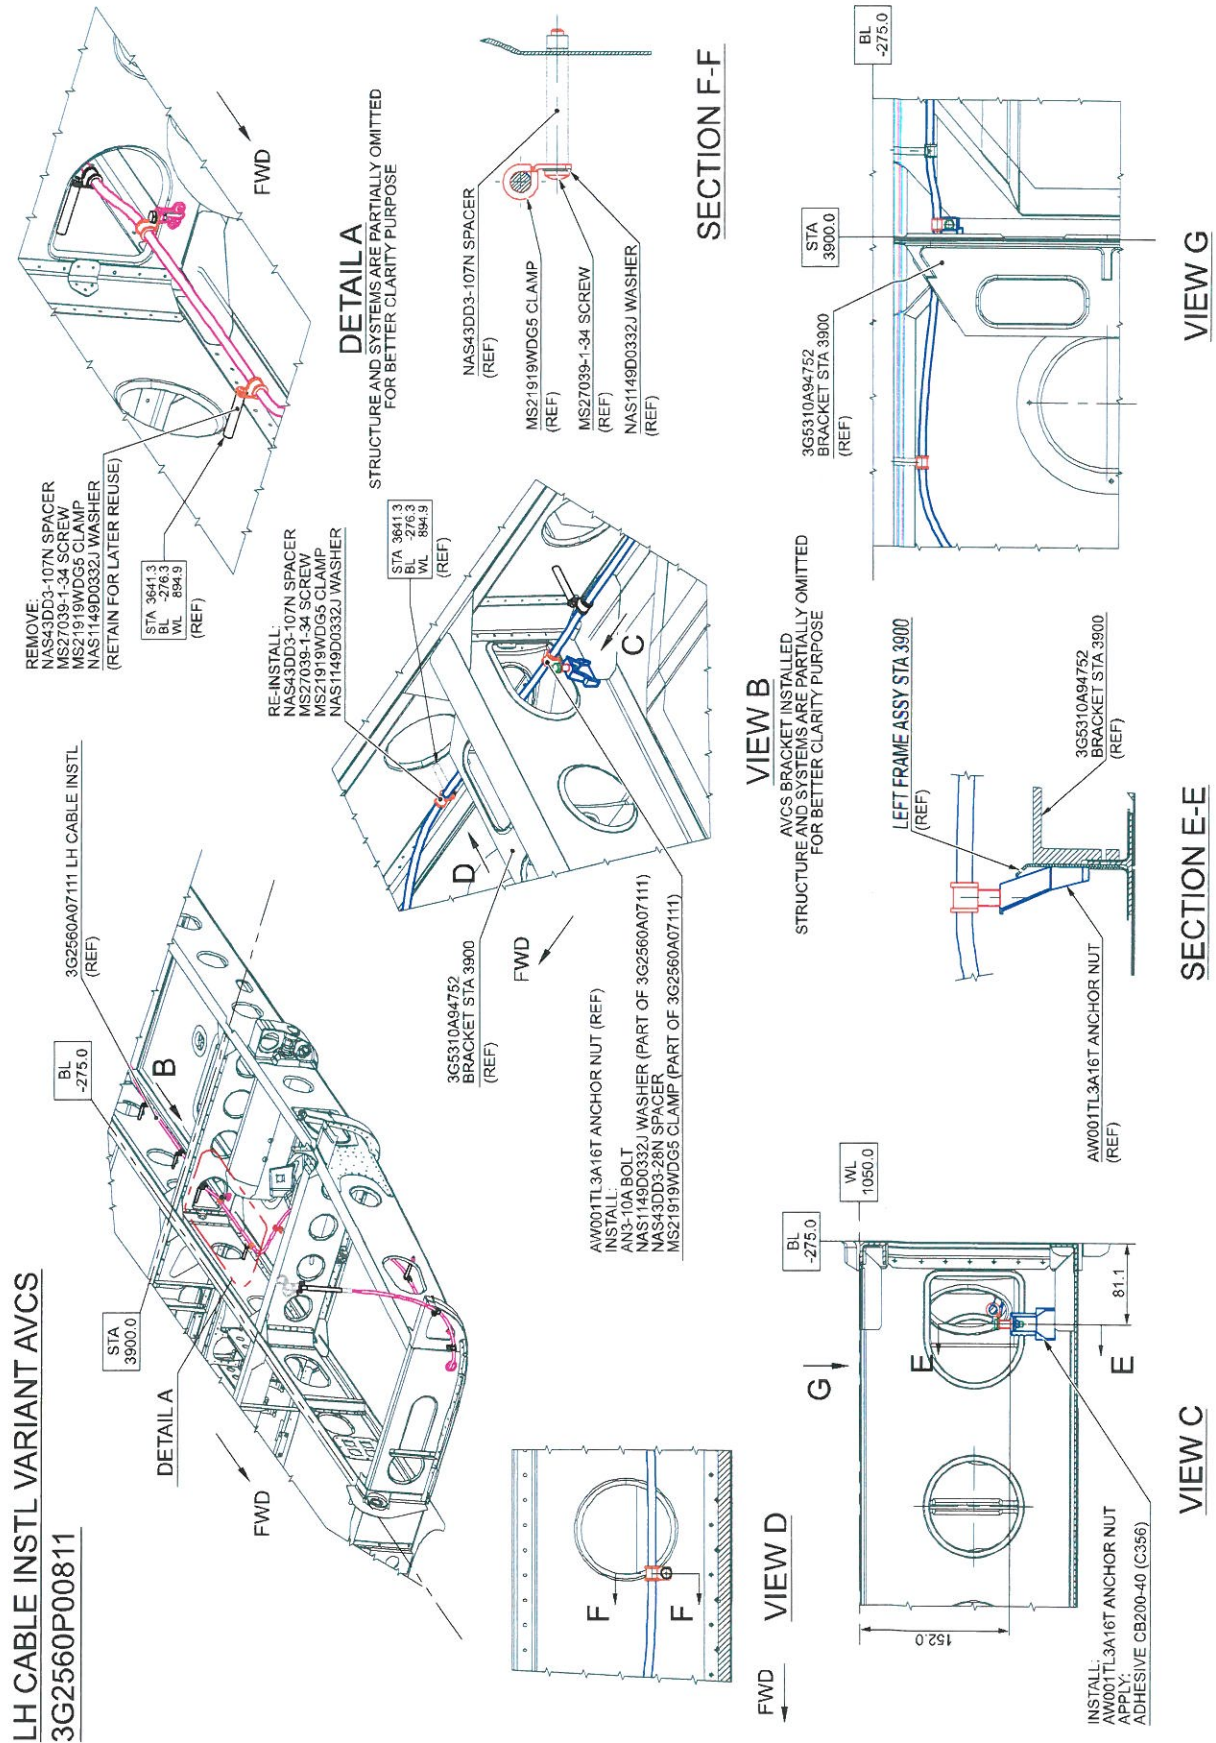 LH CABLE INSTL VARIANT AVCS
3G2560P00811
STA
3900.0
BL
-275.0
3G2560A07111 LH CABLE INSTL
(REF)
B
DETAIL A
FWD
REMOVE:
NAS43DD3-107N SPACER
MS27039-1-34 SCREW
MS21919WDG5 CLAMP
NAS1149D0332J WASHER
(RETAIN FOR LATER REUSE)
STA 3641.3
BL -276.3
WL 894.9
(REF)
FWD
DETAIL A
STRUCTURE AND SYSTEMS ARE PARTIALLY OMITTED
FOR BETTER CLARITY PURPOSE
F
F
FWD
VIEW D
3G5310A94752
BRACKET STA 3900
(REF)
D
FWD
RE-INSTALL:
NAS43DD3-107N SPACER
MS27039-1-34 SCREW
MS21919WDG5 CLAMP
NAS1149D0332J WASHER
STA 3641.3
BL -276.3
WL 894.9
(REF)
C
AW001TL3A16T ANCHOR NUT (REF)
INSTALL:
AN3-10A BOLT
NAS1149D0332J WASHER (PART OF 3G2560A07111)
NAS43DD3-28N SPACER
MS21919WDG5 CLAMP (PART OF 3G2560A07111)
VIEW B
AVCS BRACKET INSTALLED
STRUCTURE AND SYSTEMS ARE PARTIALLY OMITTED
FOR BETTER CLARITY PURPOSE
NAS43DD3-107N SPACER
(REF)
MS21919WDG5 CLAMP
(REF)
MS27039-1-34 SCREW
(REF)
NAS1149D0332J WASHER
(REF)
SECTION F-F
G
BL
-275.0
WL
1050.0
E
E
81.1
152.0
INSTALL:
AW001TL3A16T ANCHOR NUT
APPLY:
ADHESIVE CB200-40 (C356)
VIEW C
LEFT FRAME ASSY STA 3900
(REF)
3G5310A94752
BRACKET STA 3900
(REF)
AW001TL3A16T ANCHOR NUT
(REF)
SECTION E-E
BL
-275.0
STA
3900.0
3G5310A94752
BRACKET STA 3900
(REF)
VIEW G